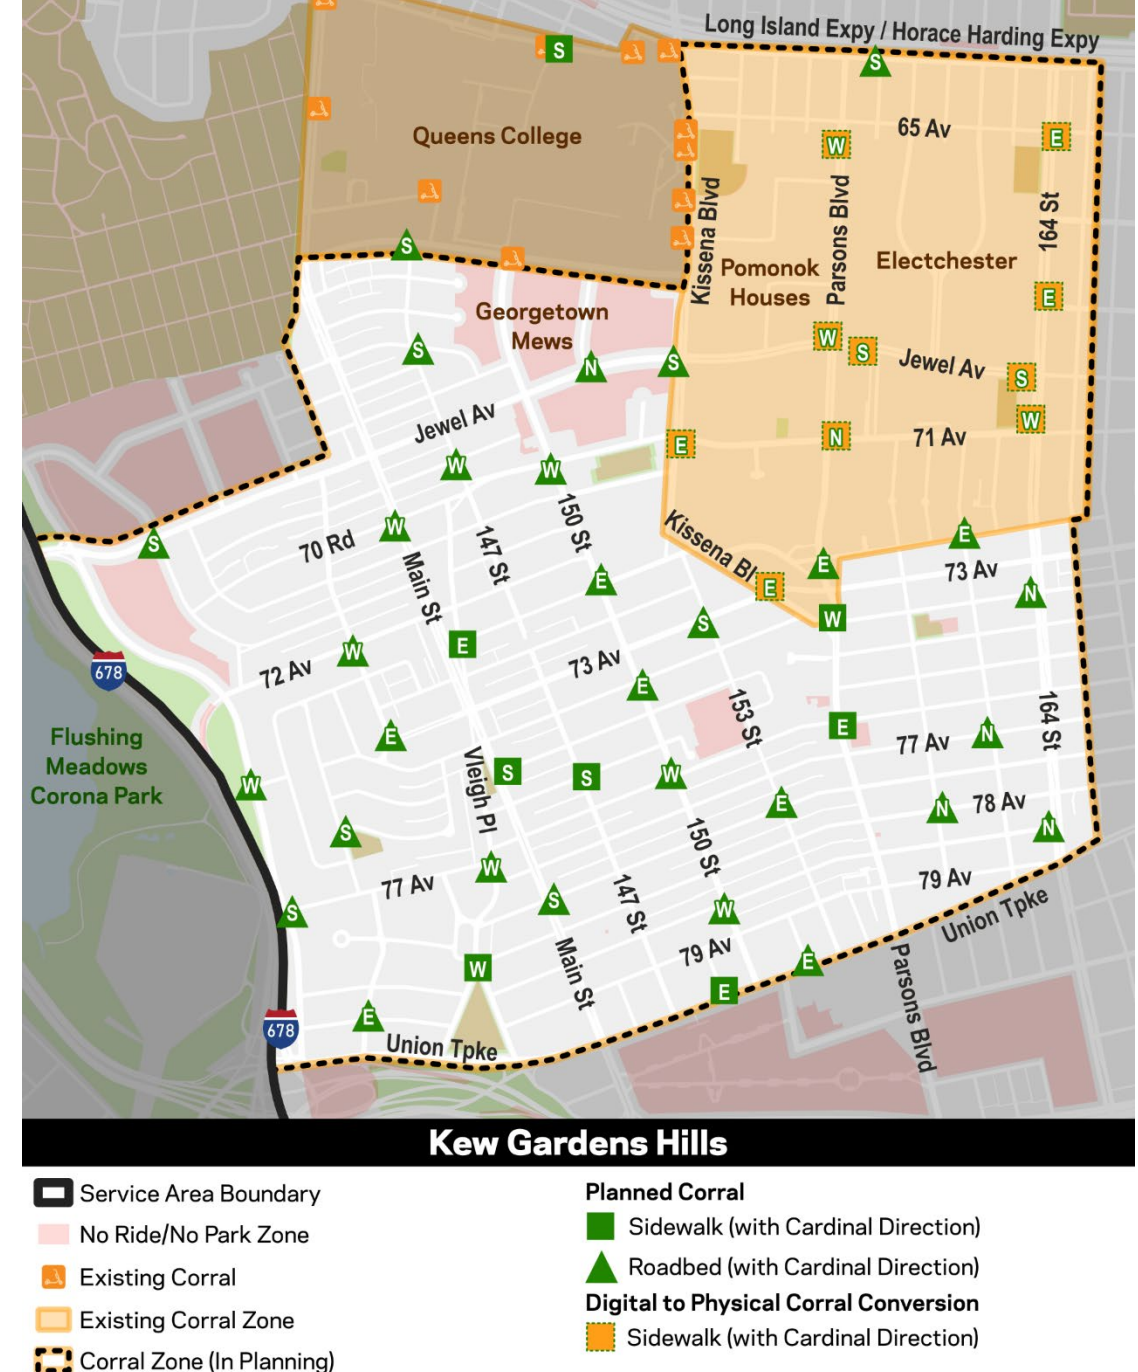 Long Island Expy / Horace Harding Expy
S
S
65 Av
W
E
Queens College
Kissena Blvd
Parsons Blvd
164 St
S
Pomonok
Houses
Electchester
E
Georgetown
Mews
S
N
S
W
S
Jewel Av
S
W
Jewel Av
E
N
71 Av
W
W
150 St
S
70 Rd
W
Main St
147 St
Kissena Bl
E
E
E
E
73 Av
N
W
S
W
E
72 Av
73 Av
E
678
E
153 St
E
77 Av
N
164 St
Flushing
Meadows
Corona Park
W
Vleigh Pl
S
S
W
E
N
78 Av
N
S
150 St
77 Av
W
S
147 St
W
79 Av
Union Tpke
S
79 Av
E
Parsons Blvd
W
Main St
E
678
E
Union Tpke
Kew Gardens Hills
Service Area Boundary
No Ride/No Park Zone
Existing Corral
Existing Corral Zone
Corral Zone (In Planning)
Planned Corral
Sidewalk (with Cardinal Direction)
Roadbed (with Cardinal Direction)
Digital to Physical Corral Conversion
Sidewalk (with Cardinal Direction)